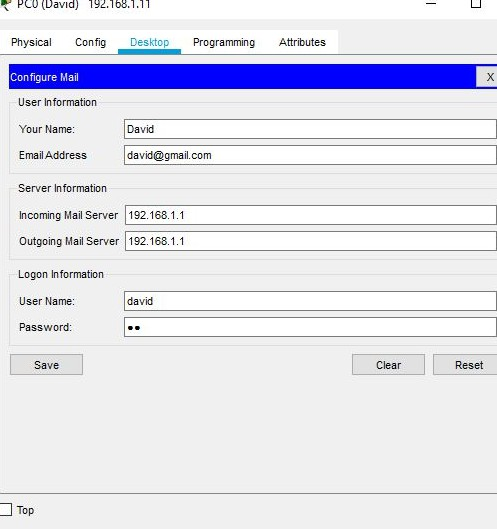 PC0 (David) 192.168.1.11
Physical Config Desktop Programming Attributes
Configure Mail X
User Information
Your Name: David
Email Address david@gmail.com
Server Information
Incoming Mail Server 192.168.1.1
Outgoing Mail Server 192.168.1.1
Logon Information
User Name: david
Password: ●●
Save Clear Reset
Top